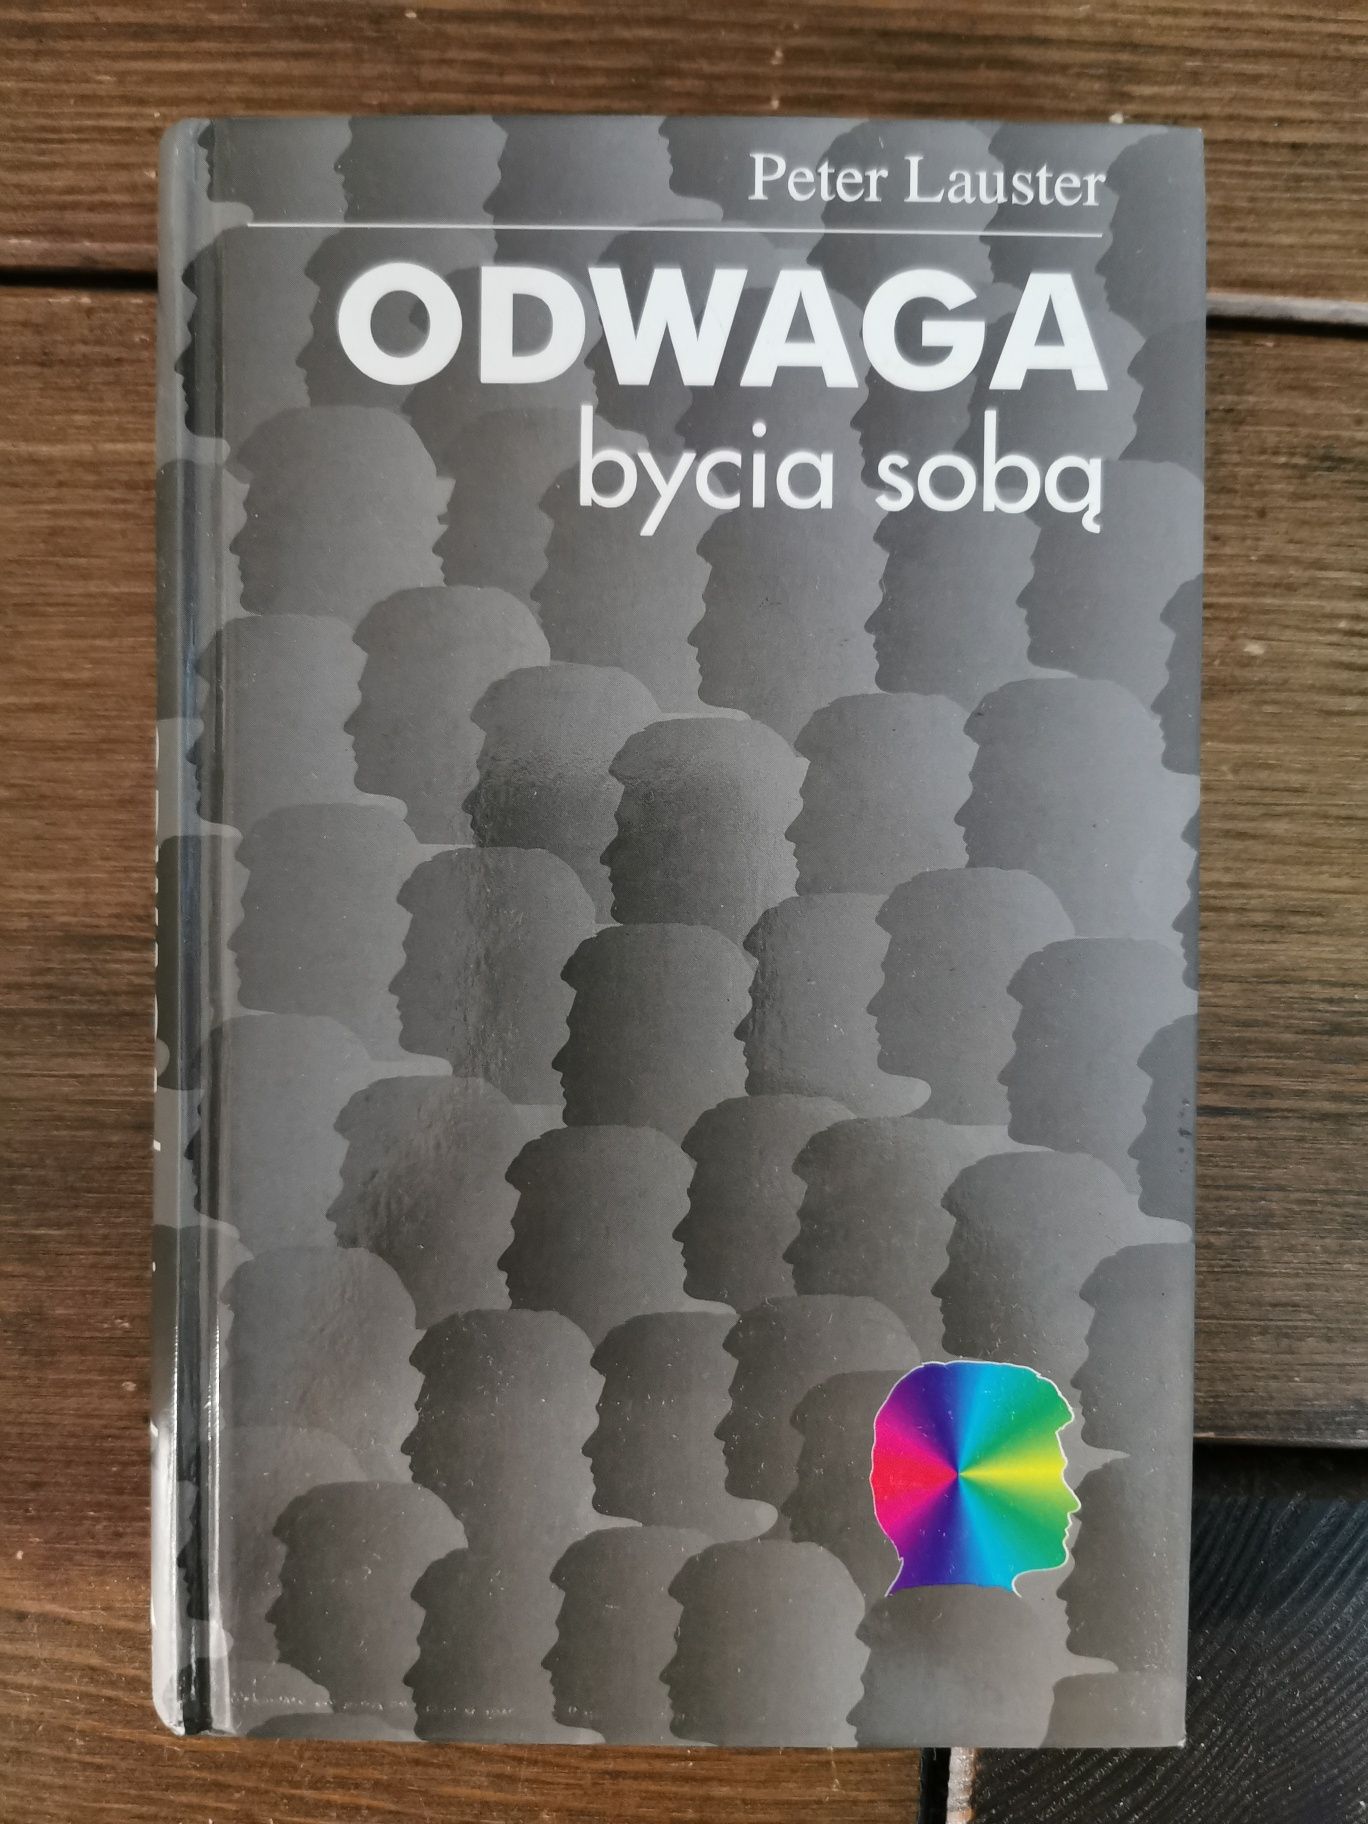 Peter Lauster
ODWAGA
bycia sobą